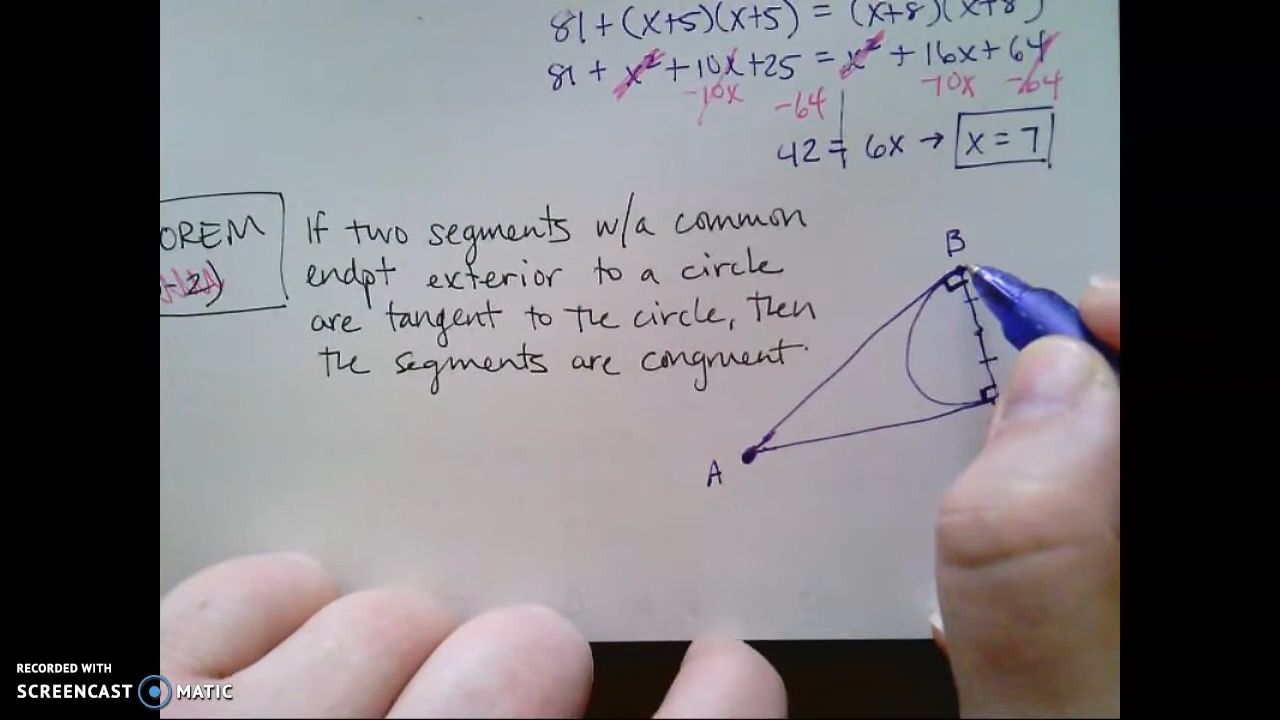 81 + (x+5)(x+5) = (x+8)(x+8)
81 + x² + 10x + 25 = x² + 16x + 64
-10x -64 -10x -64
42 = 6x → x = 7
OREM
If two segments w/a common
endpt exterior to a circle
are tangent to the circle, then
the segments are congruent.
B
A
RECORDED WITH
SCREENCAST MATIC